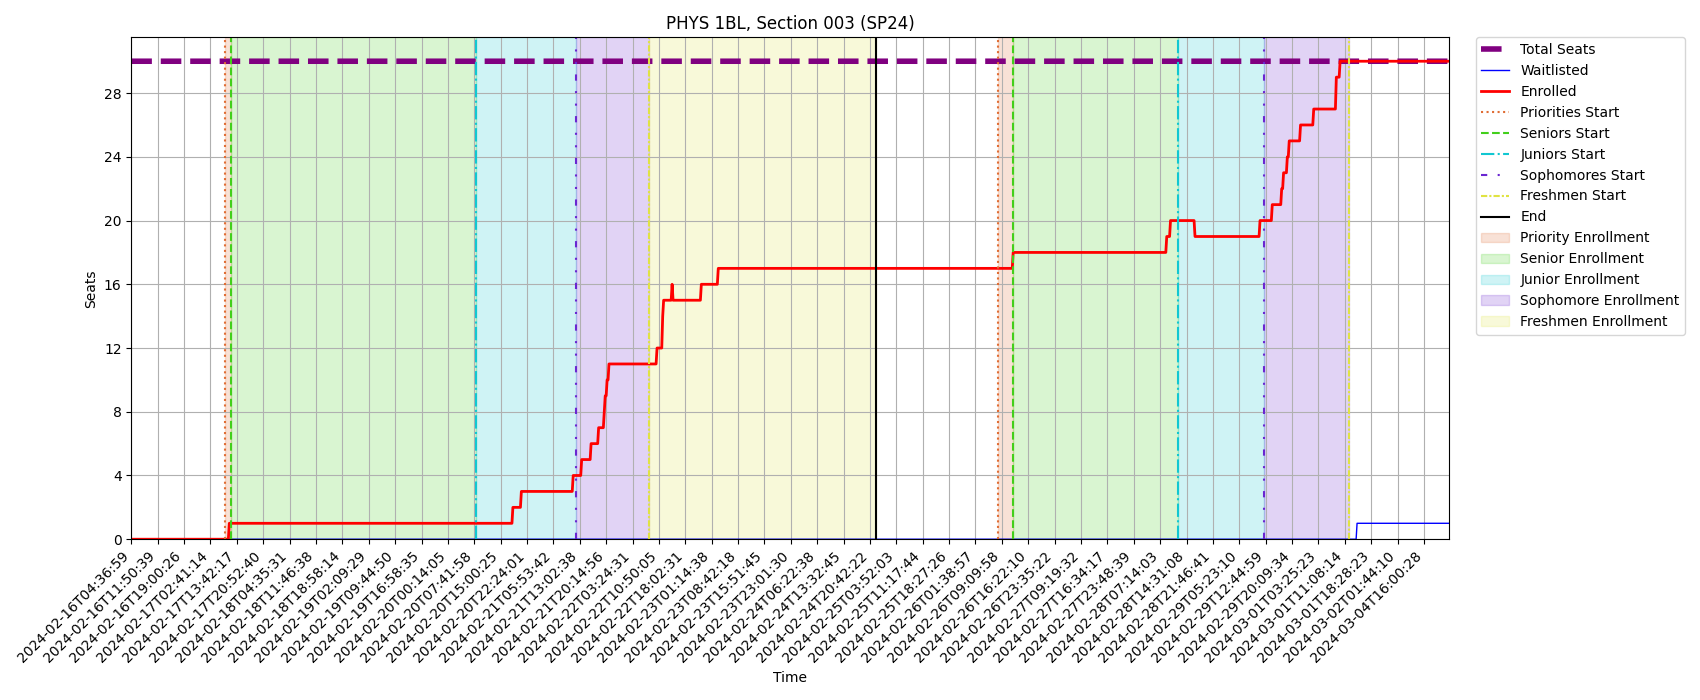 PHYS 1BL, Section 003 (SP24)
Seats
28
24
20
16
12
8
4
0
2024-02-16T04:36:59
2024-02-16T11:50:39
2024-02-16T19:00:26
2024-02-17T02:41:14
2024-02-17T13:42:17
2024-02-17T20:52:40
2024-02-18T04:35:31
2024-02-18T11:46:38
2024-02-18T18:58:14
2024-02-19T02:09:29
2024-02-19T09:44:50
2024-02-19T16:58:35
2024-02-20T00:14:05
2024-02-20T07:41:58
2024-02-20T15:00:25
2024-02-20T22:24:01
2024-02-21T05:53:42
2024-02-21T13:02:38
2024-02-21T20:14:56
2024-02-22T03:24:31
2024-02-22T10:50:05
2024-02-22T18:02:31
2024-02-23T01:14:38
2024-02-23T08:42:18
2024-02-23T15:51:45
2024-02-23T23:01:30
2024-02-24T06:22:38
2024-02-24T13:32:45
2024-02-24T20:42:22
2024-02-25T03:52:03
2024-02-25T11:17:44
2024-02-25T18:27:26
2024-02-26T01:38:57
2024-02-26T09:09:58
2024-02-26T16:22:10
2024-02-26T23:35:22
2024-02-27T09:19:32
2024-02-27T16:34:17
2024-02-27T23:48:39
2024-02-28T07:14:03
2024-02-28T14:31:08
2024-02-28T21:46:41
2024-02-29T05:23:10
2024-02-29T12:44:59
2024-02-29T20:09:34
2024-03-01T03:25:23
2024-03-01T11:08:14
2024-03-01T18:28:23
2024-03-02T01:44:10
2024-03-04T16:00:28
Time
Total Seats
Waitlisted
Enrolled
Priorities Start
Seniors Start
Juniors Start
Sophomores Start
Freshmen Start
End
Priority Enrollment
Senior Enrollment
Junior Enrollment
Sophomore Enrollment
Freshmen Enrollment